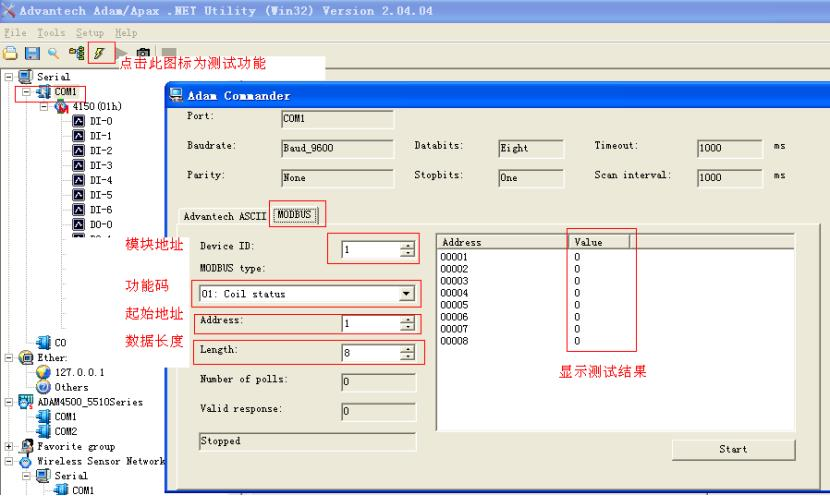 Advantech Adam/Apax .NET Utility (Win32) Version 2.04.04
File Tools Setup Help
点击此图标为测试功能
Serial
COM1
4150(01h)
DI-0
DI-1
DI-2
DI-3
DI-4
DI-5
DI-6
DO-0
CO
Ether:
127.0.0.1
Others
ADAM4500_5510Series
COM1
COM2
Favorite group
Wireless Sensor Network
Serial
COM1
Adam Commander
Port: COM1
Baudrate: Baud_9600 Databits: Eight Timeout: 1000 ms
Parity: None Stopbits: One Scan interval: 1000 ms
Advantech ASCII MODBUS
模块地址 Device ID: 1
MODBUS type:
功能码 01: Coil status
起始地址 Address: 1
数据长度 Length: 8
Number of polls: 0
Valid response: 0
Stopped
Address Value
00001 0
00002 0
00003 0
00004 0
00005 0
00006 0
00007 0
00008 0
显示测试结果
Start